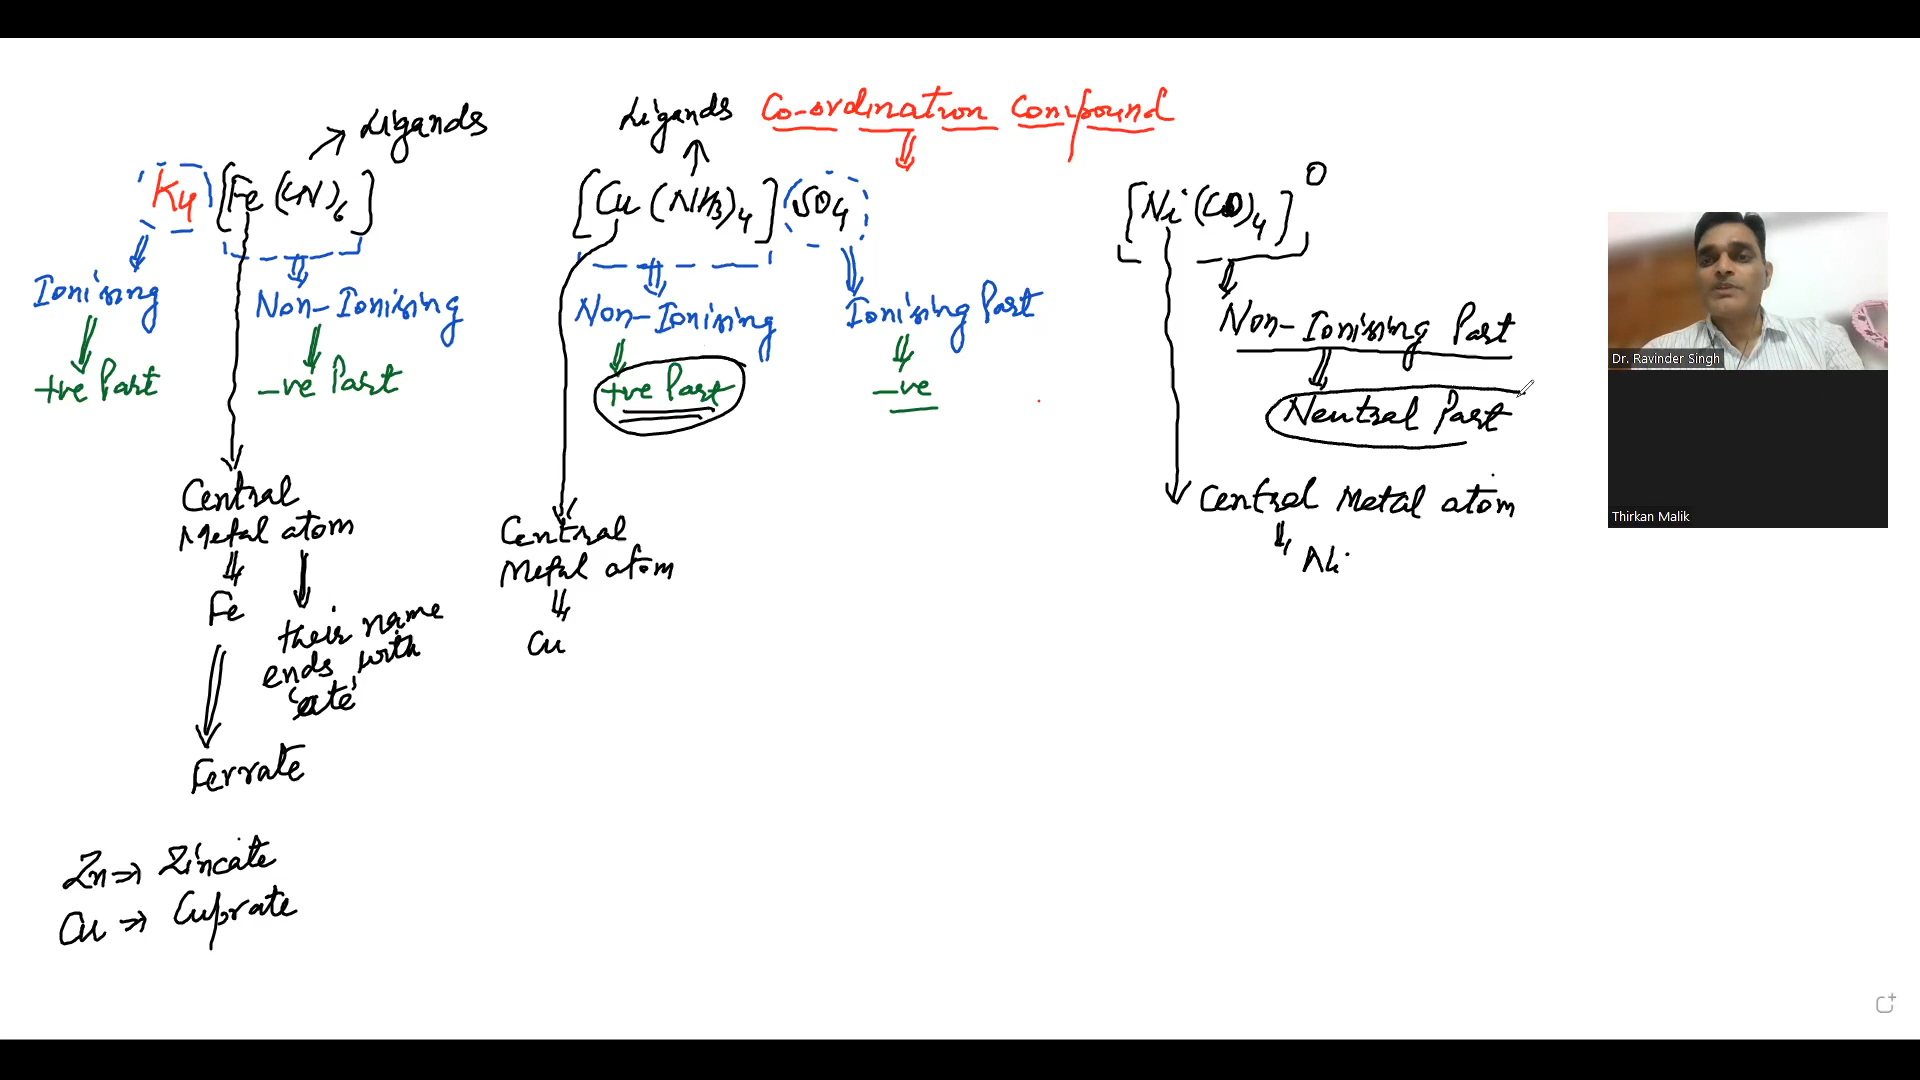 Co-ordination Compound
Ligands
K4 [Fe (CN)6]
Ionising
Non-Ionising
+ve Part
-ve Part
Central
Metal atom
Fe
their name
ends with
'ate'
Ferrate
Zn ⇒ Zincate
Cu ⇒ Cuprate
Ligands
[Cu (NH3)4] SO4
Non-Ionising
Ionising Part
+ve Part
-ve
Central
Metal atom
Cu
[Ni (CO)4]0
Non-Ionising Part
Neutral Part
Central Metal atom
Ni
Dr. Ravinder Singh
Thirkan Malik